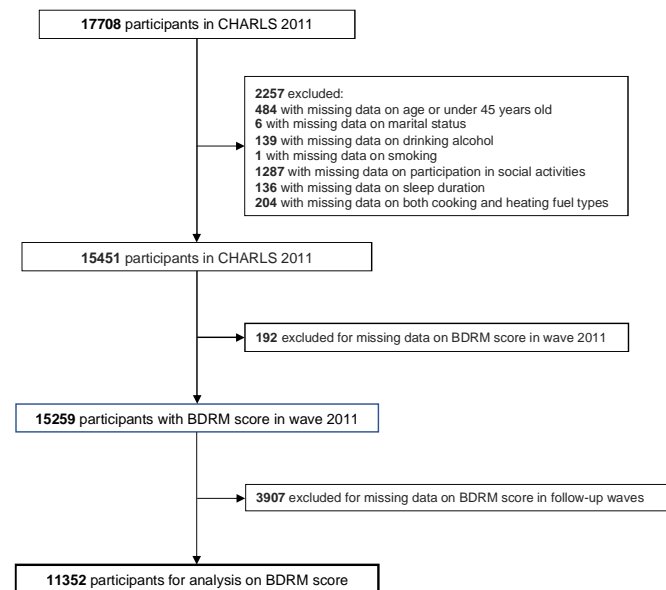 17708 participants in CHARLS 2011
2257 excluded:
484 with missing data on age or under 45 years old
6 with missing data on marital status
139 with missing data on drinking alcohol
1 with missing data on smoking
1287 with missing data on participation in social activities
136 with missing data on sleep duration
204 with missing data on both cooking and heating fuel types
15451 participants in CHARLS 2011
192 excluded for missing data on BDRM score in wave 2011
15259 participants with BDRM score in wave 2011
3907 excluded for missing data on BDRM score in follow-up waves
11352 participants for analysis on BDRM score